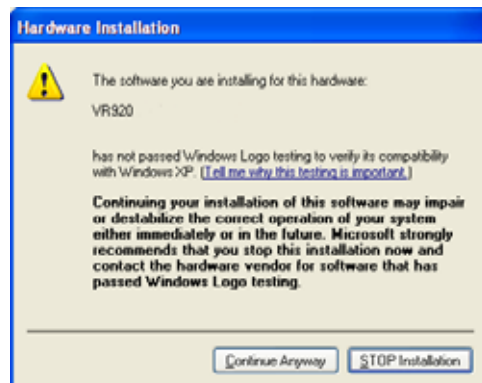 Hardware Installation
The software you are installing for this hardware:
VR920
has not passed Windows Logo testing to verify its compatibility
with Windows XP. (Tell me why this testing is important.)
Continuing your installation of this software may impair
or destabilize the correct operation of your system
either immediately or in the future. Microsoft strongly
recommends that you stop this installation now and
contact the hardware vendor for software that has
passed Windows Logo testing.
Continue Anyway
STOP Installation